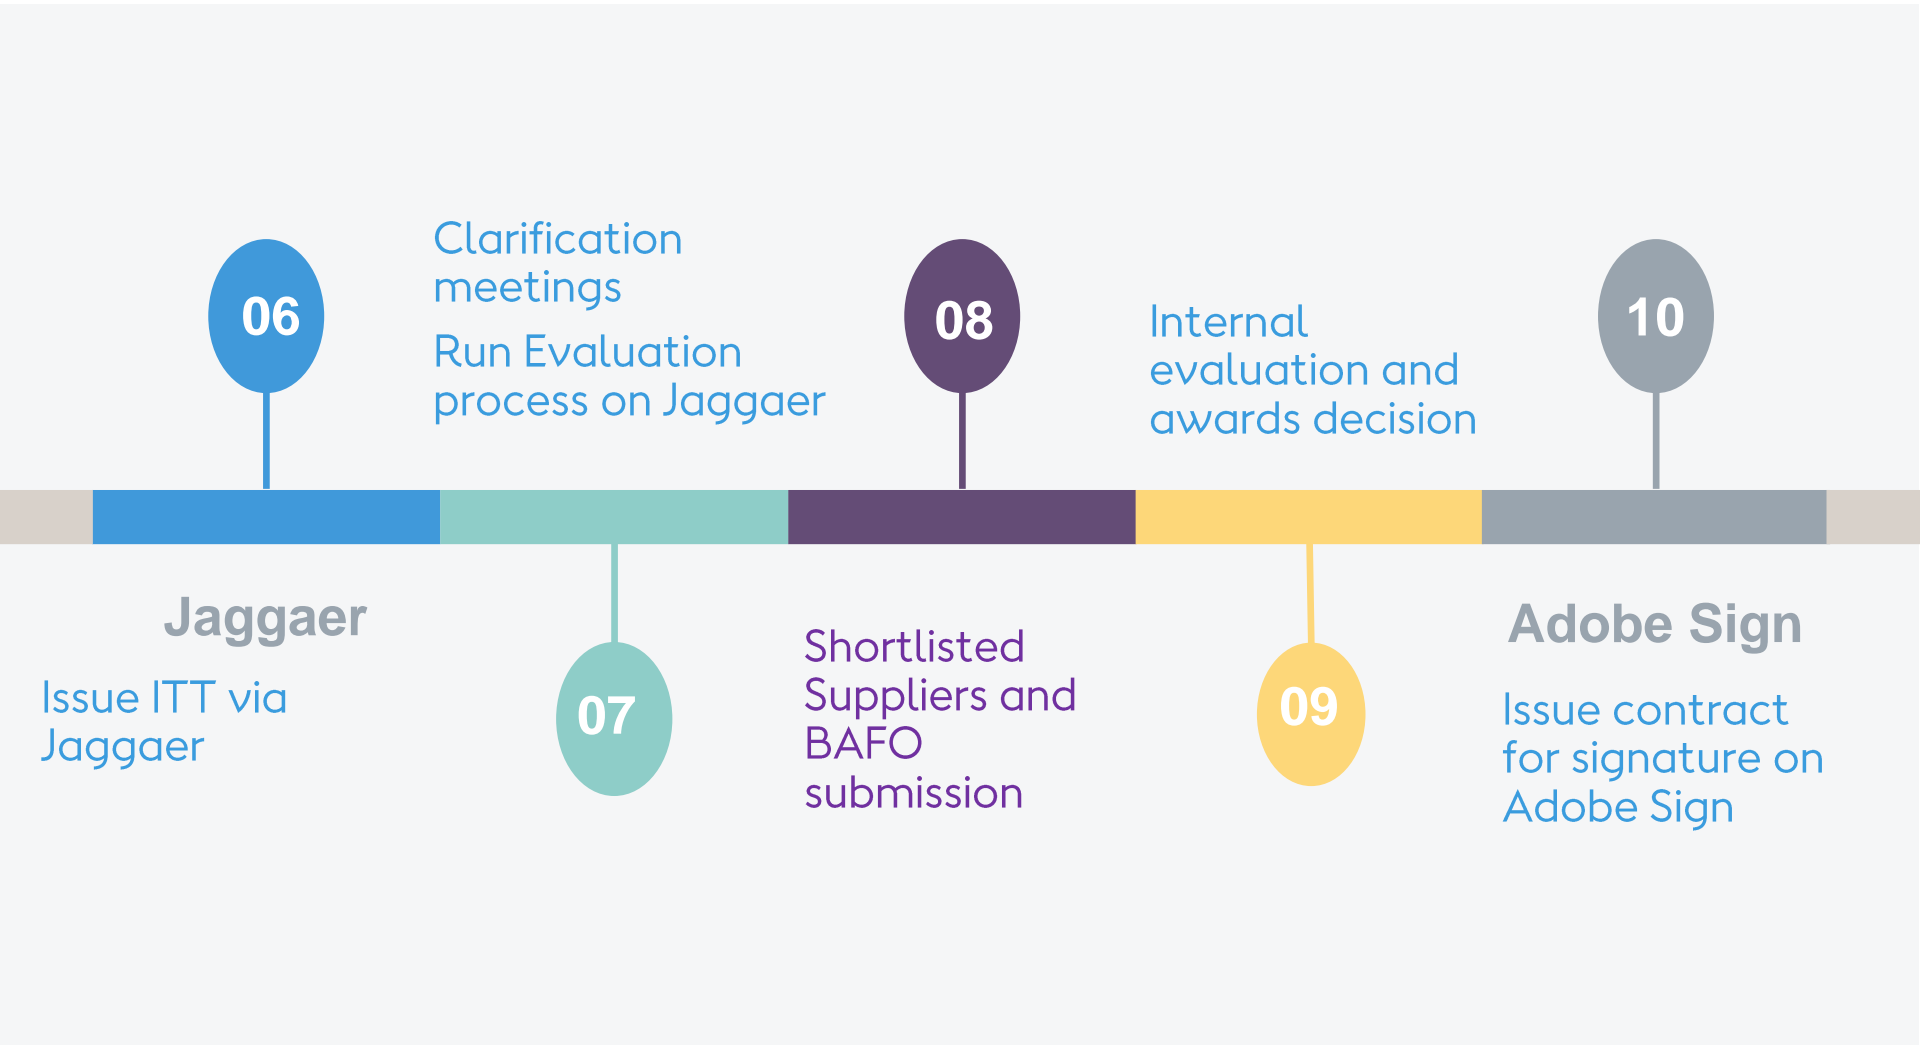 06
Jaggaer
Issue ITT via
Jaggaer
Clarification
meetings
Run Evaluation
process on Jaggaer
07
08
Shortlisted
Suppliers and
BAFO
submission
Internal
evaluation and
awards decision
09
10
Adobe Sign
Issue contract
for signature on
Adobe Sign